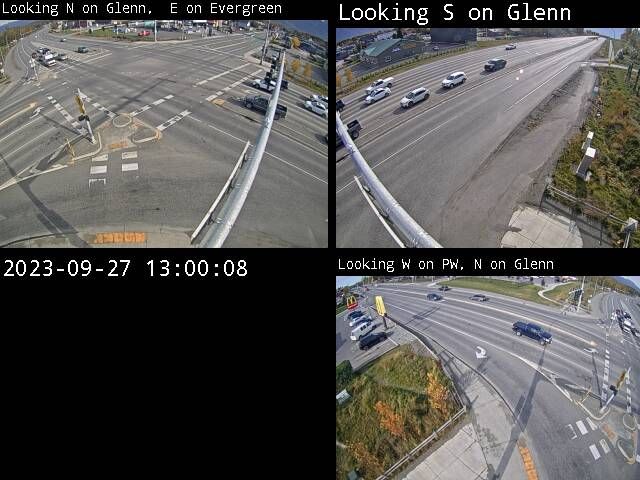 Looking N on Glenn, E on Evergreen
Looking S on Glenn
2023-09-27 13:00:08
Looking W on PW, N on Glenn